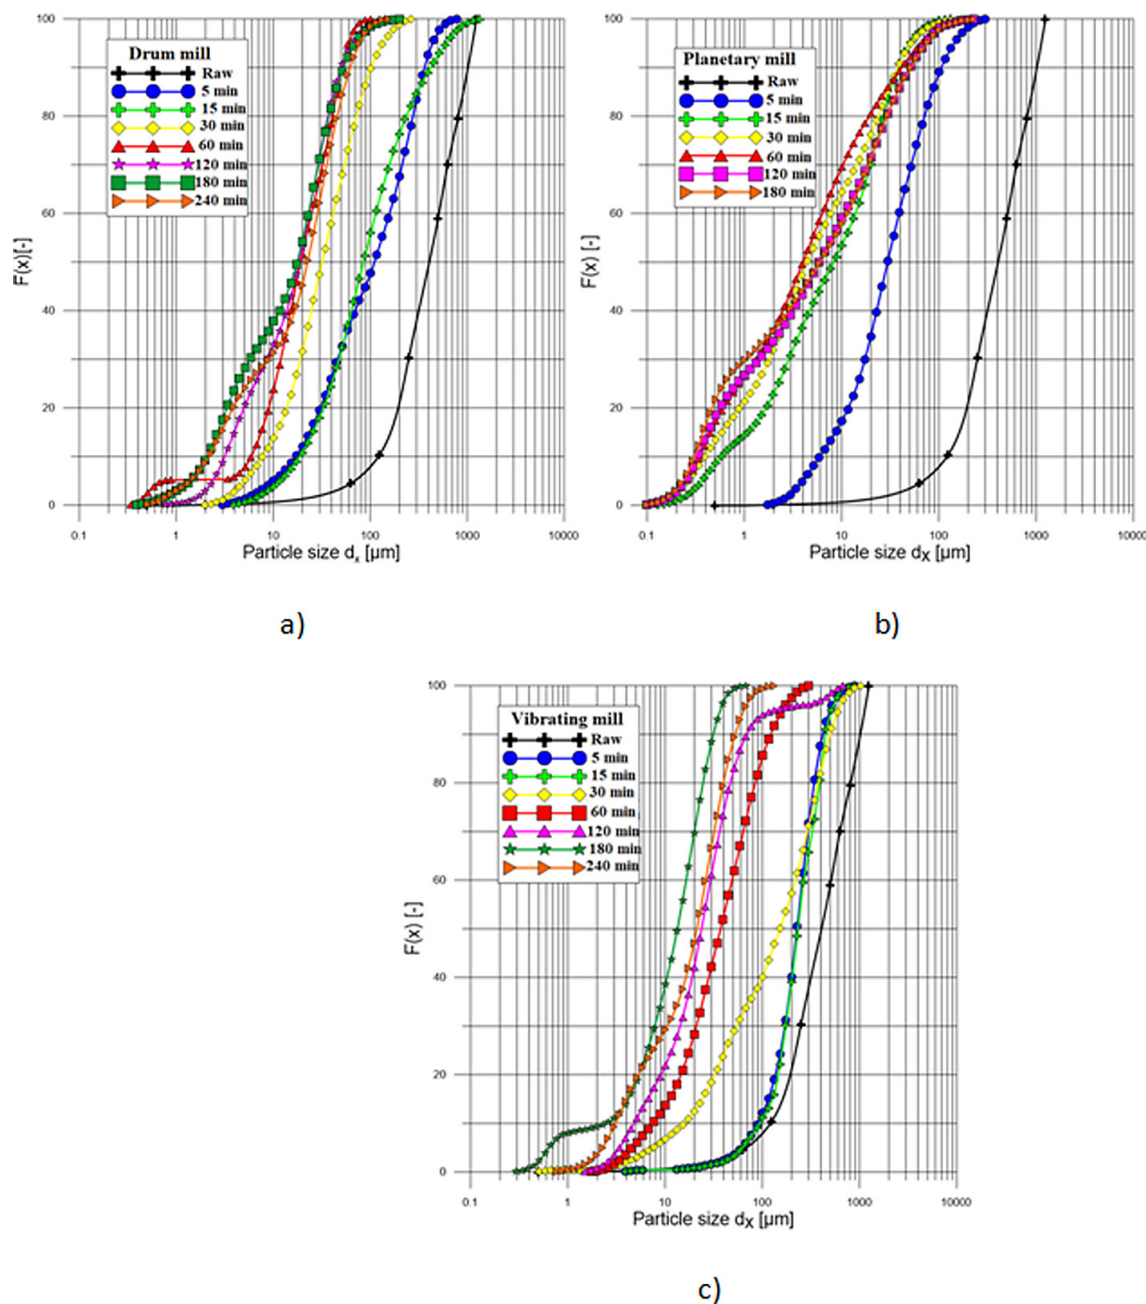 100
80
60
40
20
0
F(x)[-]
Drum mill
Raw
5 min
15 min
30 min
60 min
120 min
180 min
240 min
0.1 1 10 100 1000 10000
Particle size dx [µm]
a)
100
80
60
40
20
0
F(x) [-]
Planetary mill
Raw
5 min
15 min
30 min
60 min
120 min
180 min
0.1 1 10 100 1000 10000
Particle size dx [µm]
b)
100
80
60
40
20
0
F(x) [-]
Vibrating mill
Raw
5 min
15 min
30 min
60 min
120 min
180 min
240 min
0.1 1 10 100 1000 10000
Particle size dx [µm]
c)